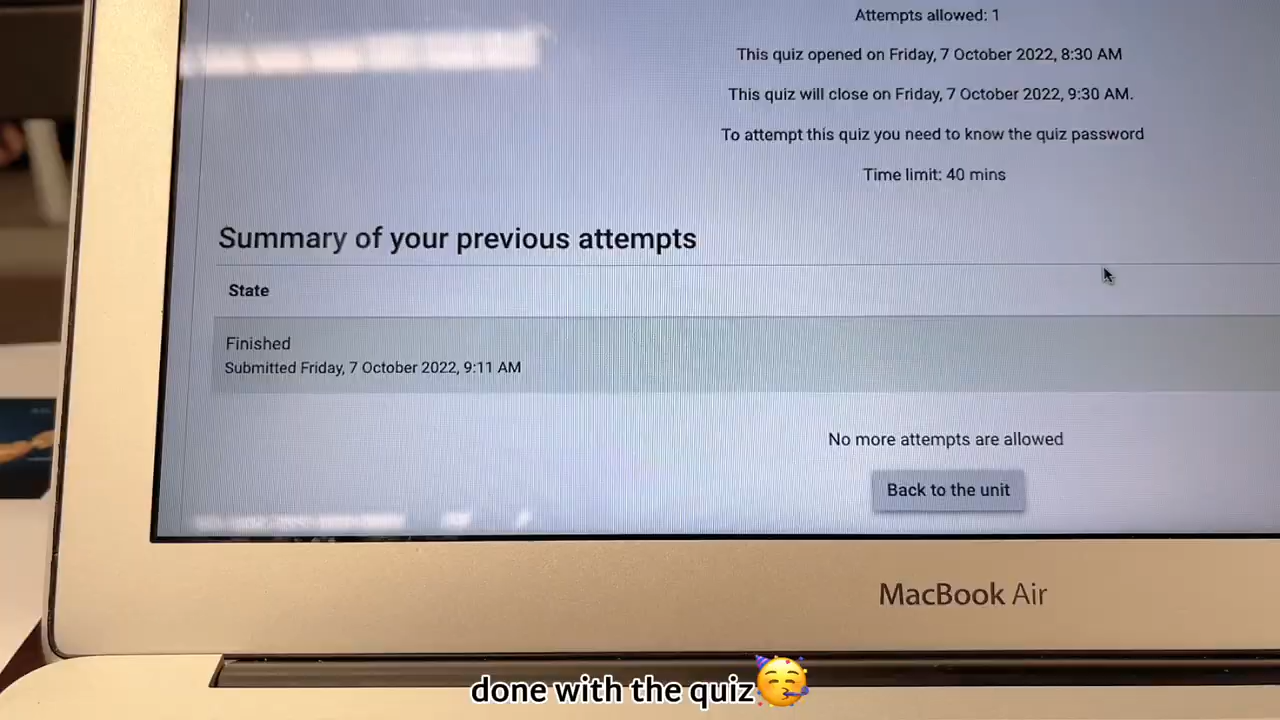 Attempts allowed: 1
This quiz opened on Friday, 7 October 2022, 8:30 AM
This quiz will close on Friday, 7 October 2022, 9:30 AM.
To attempt this quiz you need to know the quiz password
Time limit: 40 mins
Summary of your previous attempts
State
Finished
Submitted Friday, 7 October 2022, 9:11 AM
No more attempts are allowed
Back to the unit
MacBook Air
done with the quiz🥳